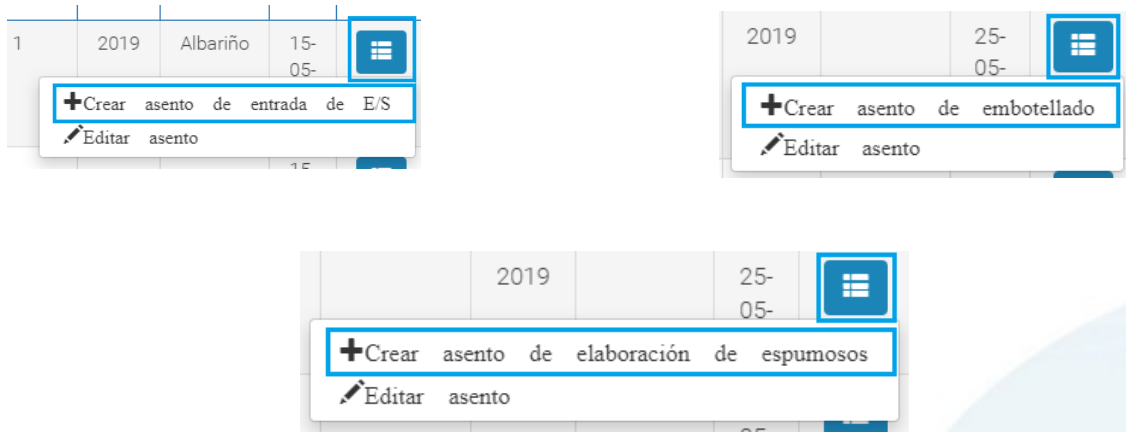 1 2019 Albariño 15-
05-
+Crear asento de entrada de E/S
Editar asento
2019 25-
05-
+Crear asento de embotellado
Editar asento
2019 25-
05-
+Crear asento de elaboración de espumosos
Editar asento